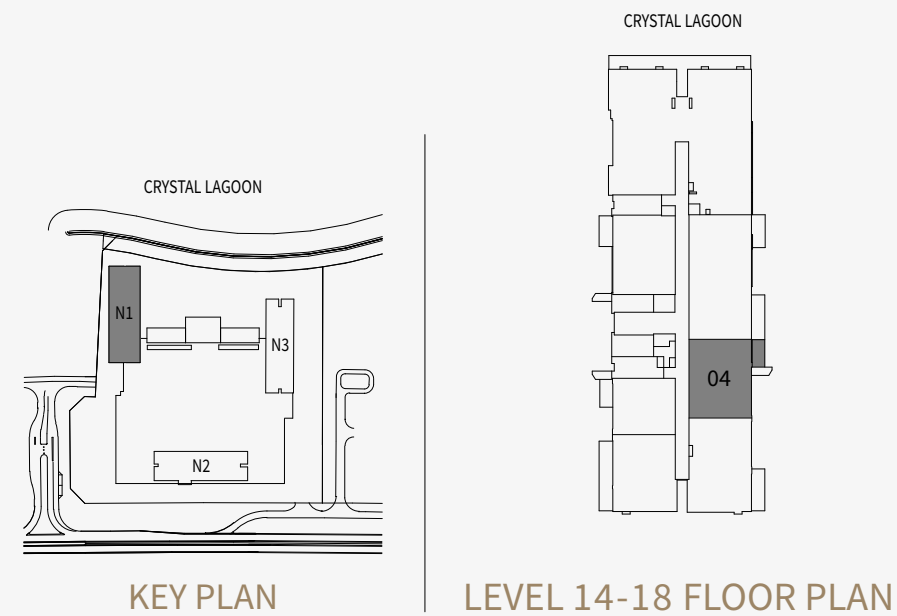 CRYSTAL LAGOON
N1
N3
N2
KEY PLAN
CRYSTAL LAGOON
04
LEVEL 14-18 FLOOR PLAN